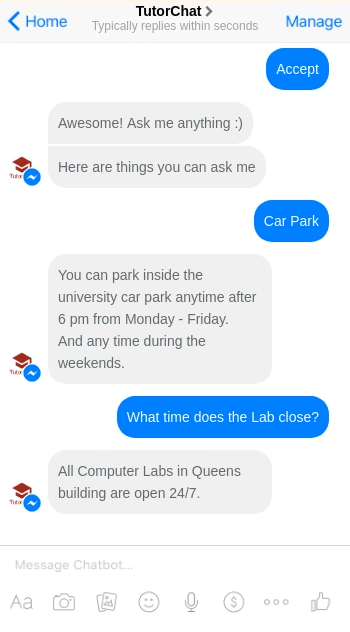 Home
TutorChat
Manage
Typically replies within seconds
Accept
Awesome! Ask me anything :)
Here are things you can ask me
Car Park
You can park inside the
university car park anytime after
6 pm from Monday - Friday.
And any time during the
weekends.
What time does the Lab close?
All Computer Labs in Queens
building are open 24/7.
Message Chatbot...
Aa